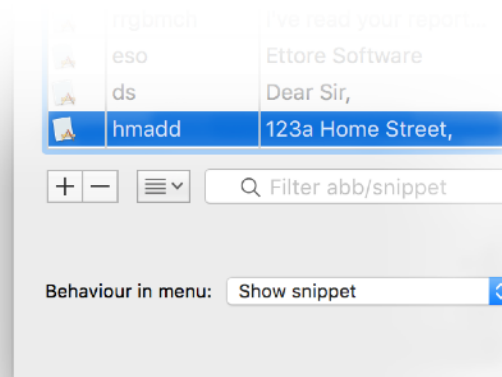 rrgbmch I've read your report...
eso Ettore Software
ds Dear Sir,
hmadd 123a Home Street,
Filter abb/snippet
Behaviour in menu: Show snippet